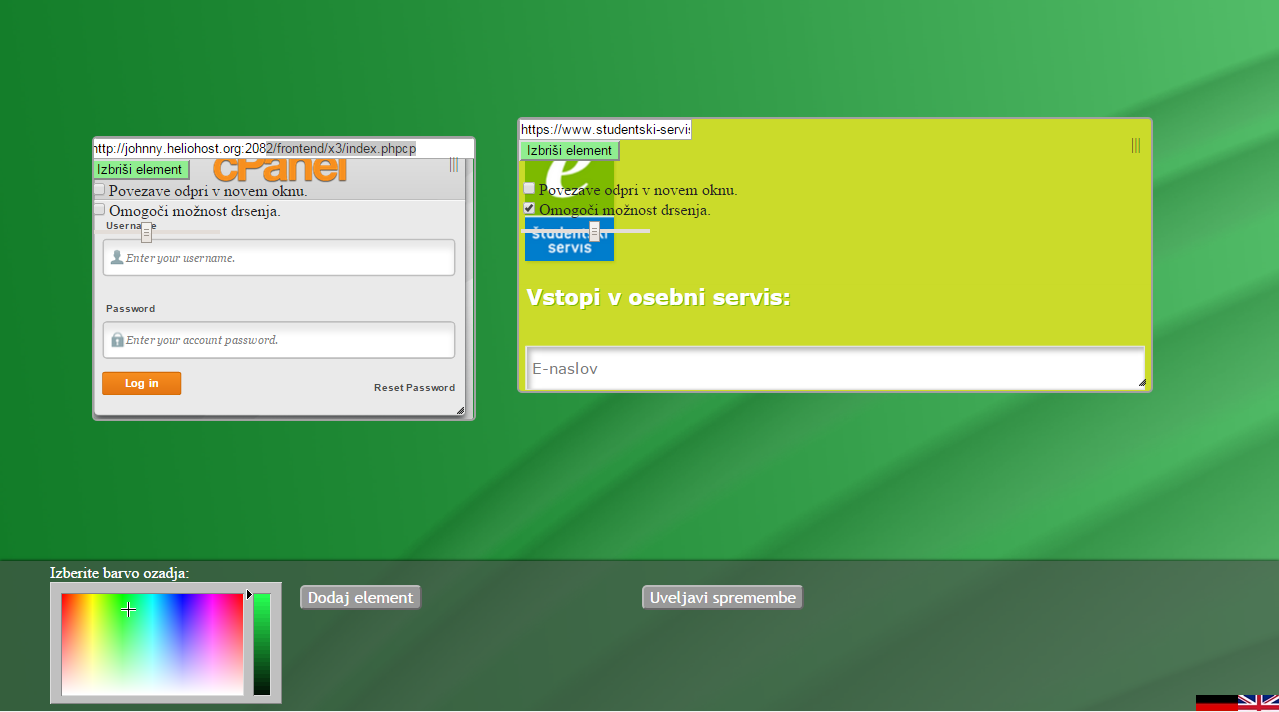 http://johnny.heliohost.org:2082/frontend/x3/index.phpcp
Izbriši element
cPanel
Povezave odpri v novem oknu.
Omogoči možnost drsenja.
Username
Enter your username.
Password
Enter your account password.
Log in
Reset Password
https://www.studentski-servis
Izbriši element
e
Povezave odpri v novem oknu.
Omogoči možnost drsenja.
študentski
servis
Vstopi v osebni servis:
E-naslov
Izberite barvo ozadja:
Dodaj element
Uveljavi spremembe